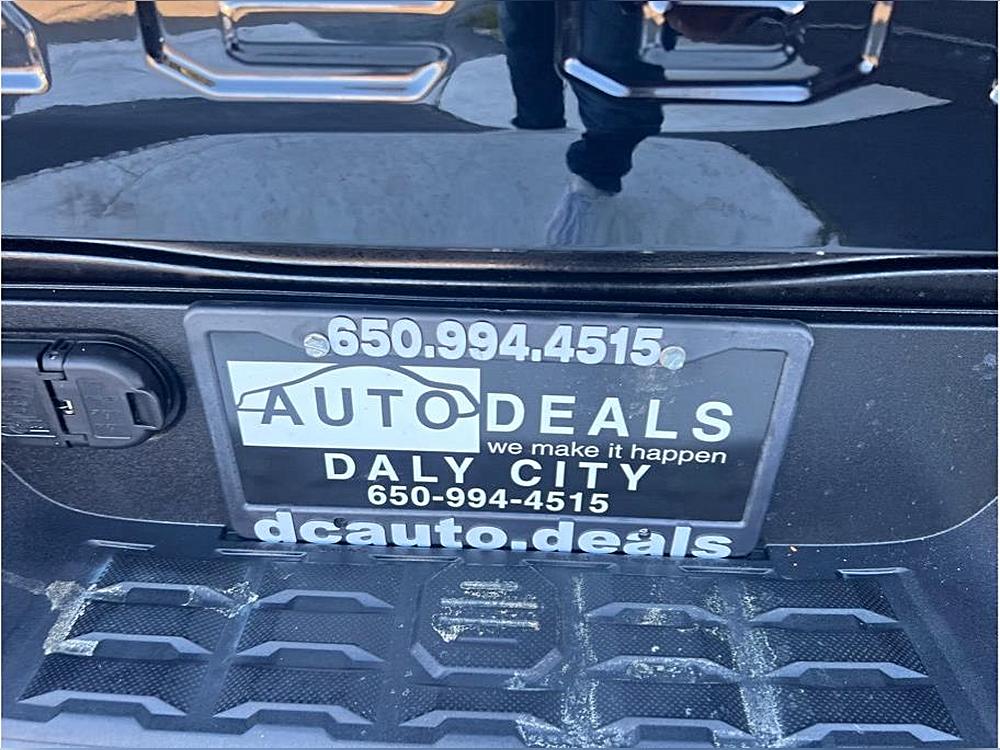 650.994.4515
AUTO DEALS
we make it happen
DALY CITY
650-994-4515
dcauto.deals